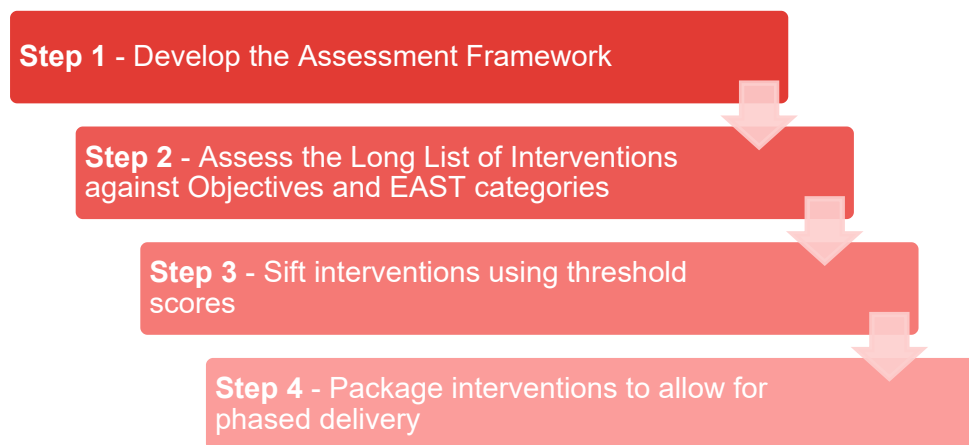 Step 1 - Develop the Assessment Framework
Step 2 - Assess the Long List of Interventions
against Objectives and EAST categories
Step 3 - Sift interventions using threshold
scores
Step 4 - Package interventions to allow for
phased delivery